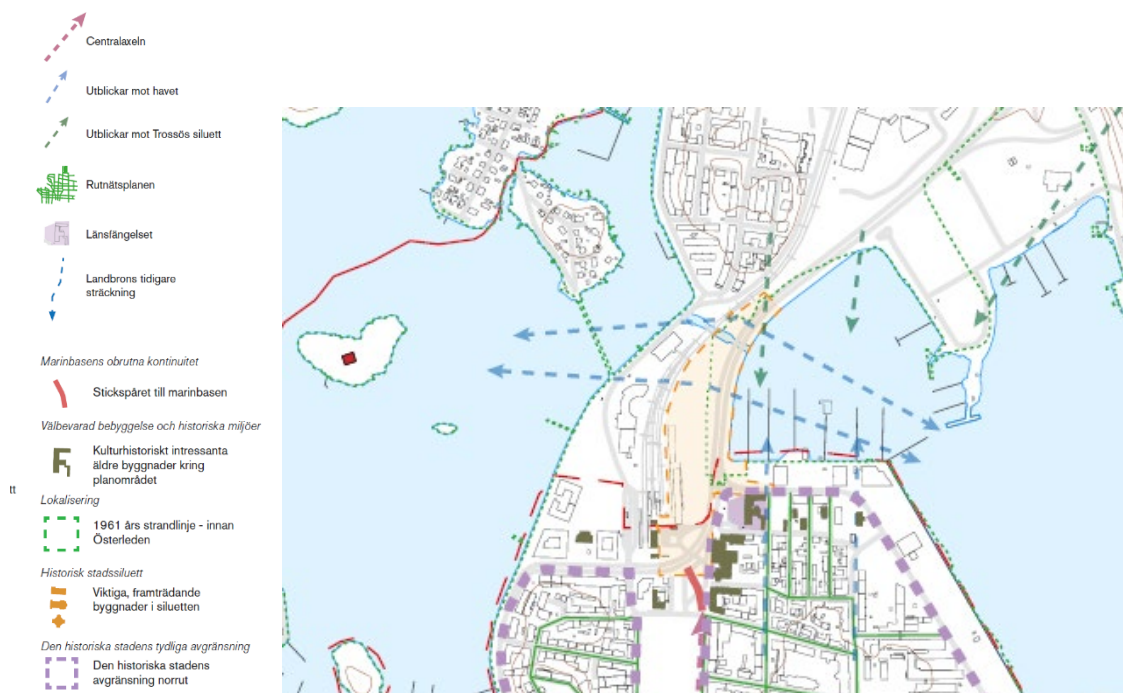 Centralaxeln
Utblickar mot havet
Utblickar mot Trossös siluett
Rutnätsplanen
Länsfängelset
Landbrons tidigare
sträckning
Marinbasens obrutna kontinuitet
Stickspåret till marinbasen
Välbevarad bebyggelse och historiska miljöer
Kulturhistoriskt intressanta
äldre byggnader kring
planområdet
tt
Lokalisering
1961 års strandlinje - innan
Österleden
Historisk stadssiluett
Viktiga, framträdande
byggnader i siluetten
Den historiska stadens tydliga avgränsning
Den historiska stadens
avgränsning norrut